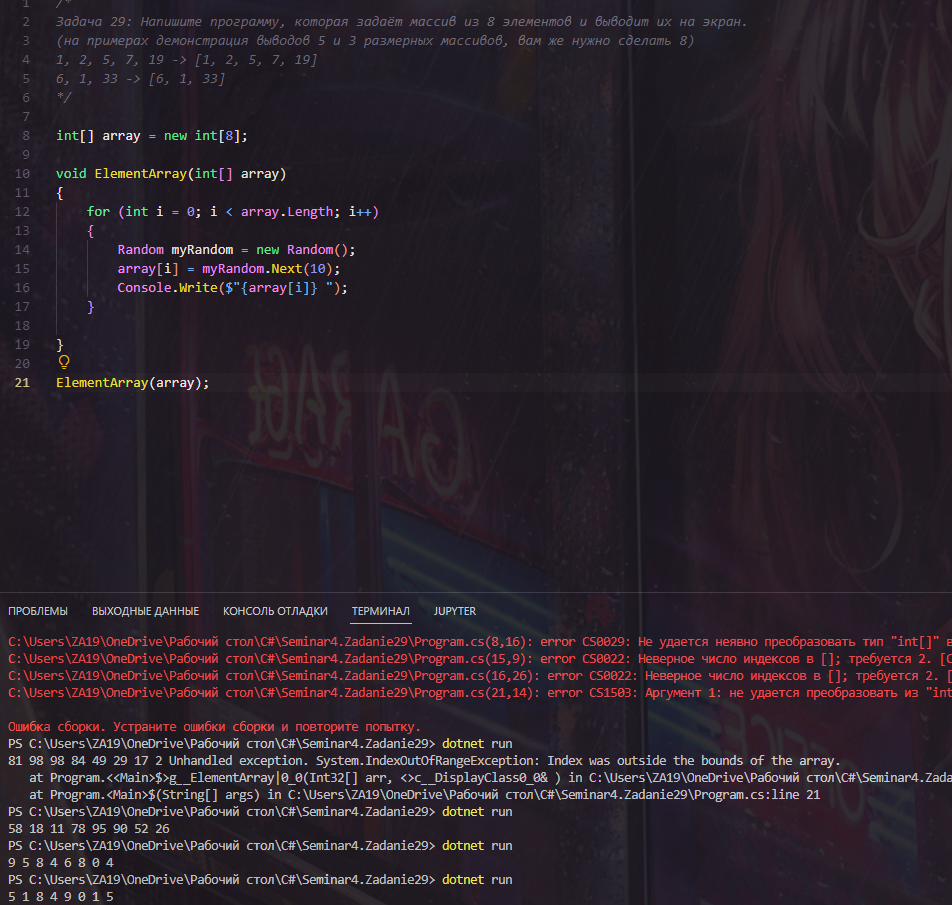 1 /*
2 Задача 29: Напишите программу, которая задаёт массив из 8 элементов и выводит их на экран.
3 (на примерах демонстрация выводов 5 и 3 размерных массивов, вам же нужно сделать 8)
4 1, 2, 5, 7, 19 -> [1, 2, 5, 7, 19]
5 6, 1, 33 -> [6, 1, 33]
6 */
7
8 int[] array = new int[8];
9
10 void ElementArray(int[] array)
11 {
12 for (int i = 0; i < array.Length; i++)
13 {
14 Random myRandom = new Random();
15 array[i] = myRandom.Next(10);
16 Console.Write($"{array[i]} ");
17 }
18
19 }
20
21 ElementArray(array);
ПРОБЛЕМЫ ВЫХОДНЫЕ ДАННЫЕ КОНСОЛЬ ОТЛАДКИ ТЕРМИНАЛ JUPYTER
C:\Users\ZA19\OneDrive\Рабочий стол\C#\Seminar4.Zadanie29\Program.cs(8,16): error CS0029: Не удается неявно преобразовать тип "int[]" в
C:\Users\ZA19\OneDrive\Рабочий стол\C#\Seminar4.Zadanie29\Program.cs(15,9): error CS0022: Неверное число индексов в []; требуется 2. [C
C:\Users\ZA19\OneDrive\Рабочий стол\C#\Seminar4.Zadanie29\Program.cs(16,26): error CS0022: Неверное число индексов в []; требуется 2. [
C:\Users\ZA19\OneDrive\Рабочий стол\C#\Seminar4.Zadanie29\Program.cs(21,14): error CS1503: Аргумент 1: не удается преобразовать из "int
Ошибка сборки. Устраните ошибки сборки и повторите попытку.
PS C:\Users\ZA19\OneDrive\Рабочий стол\C#\Seminar4.Zadanie29> dotnet run
81 98 98 84 49 29 17 2 Unhandled exception. System.IndexOutOfRangeException: Index was outside the bounds of the array.
at Program.<<Main>$>g__ElementArray|0_0(Int32[] arr, <>c__DisplayClass0_0& ) in C:\Users\ZA19\OneDrive\Рабочий стол\C#\Seminar4.Zada
at Program.<Main>$(String[] args) in C:\Users\ZA19\OneDrive\Рабочий стол\C#\Seminar4.Zadanie29\Program.cs:line 21
PS C:\Users\ZA19\OneDrive\Рабочий стол\C#\Seminar4.Zadanie29> dotnet run
58 18 11 78 95 90 52 26
PS C:\Users\ZA19\OneDrive\Рабочий стол\C#\Seminar4.Zadanie29> dotnet run
9 5 8 4 6 8 0 4
PS C:\Users\ZA19\OneDrive\Рабочий стол\C#\Seminar4.Zadanie29> dotnet run
5 1 8 4 9 0 1 5